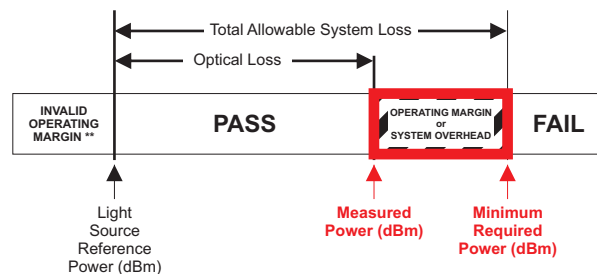 Total Allowable System Loss
Optical Loss
INVALID
OPERATING
MARGIN **
PASS
OPERATING MARGIN
or
SYSTEM OVERHEAD
FAIL
Light
Source
Reference
Power (dBm)
Measured
Power (dBm)
Minimum
Required
Power (dBm)